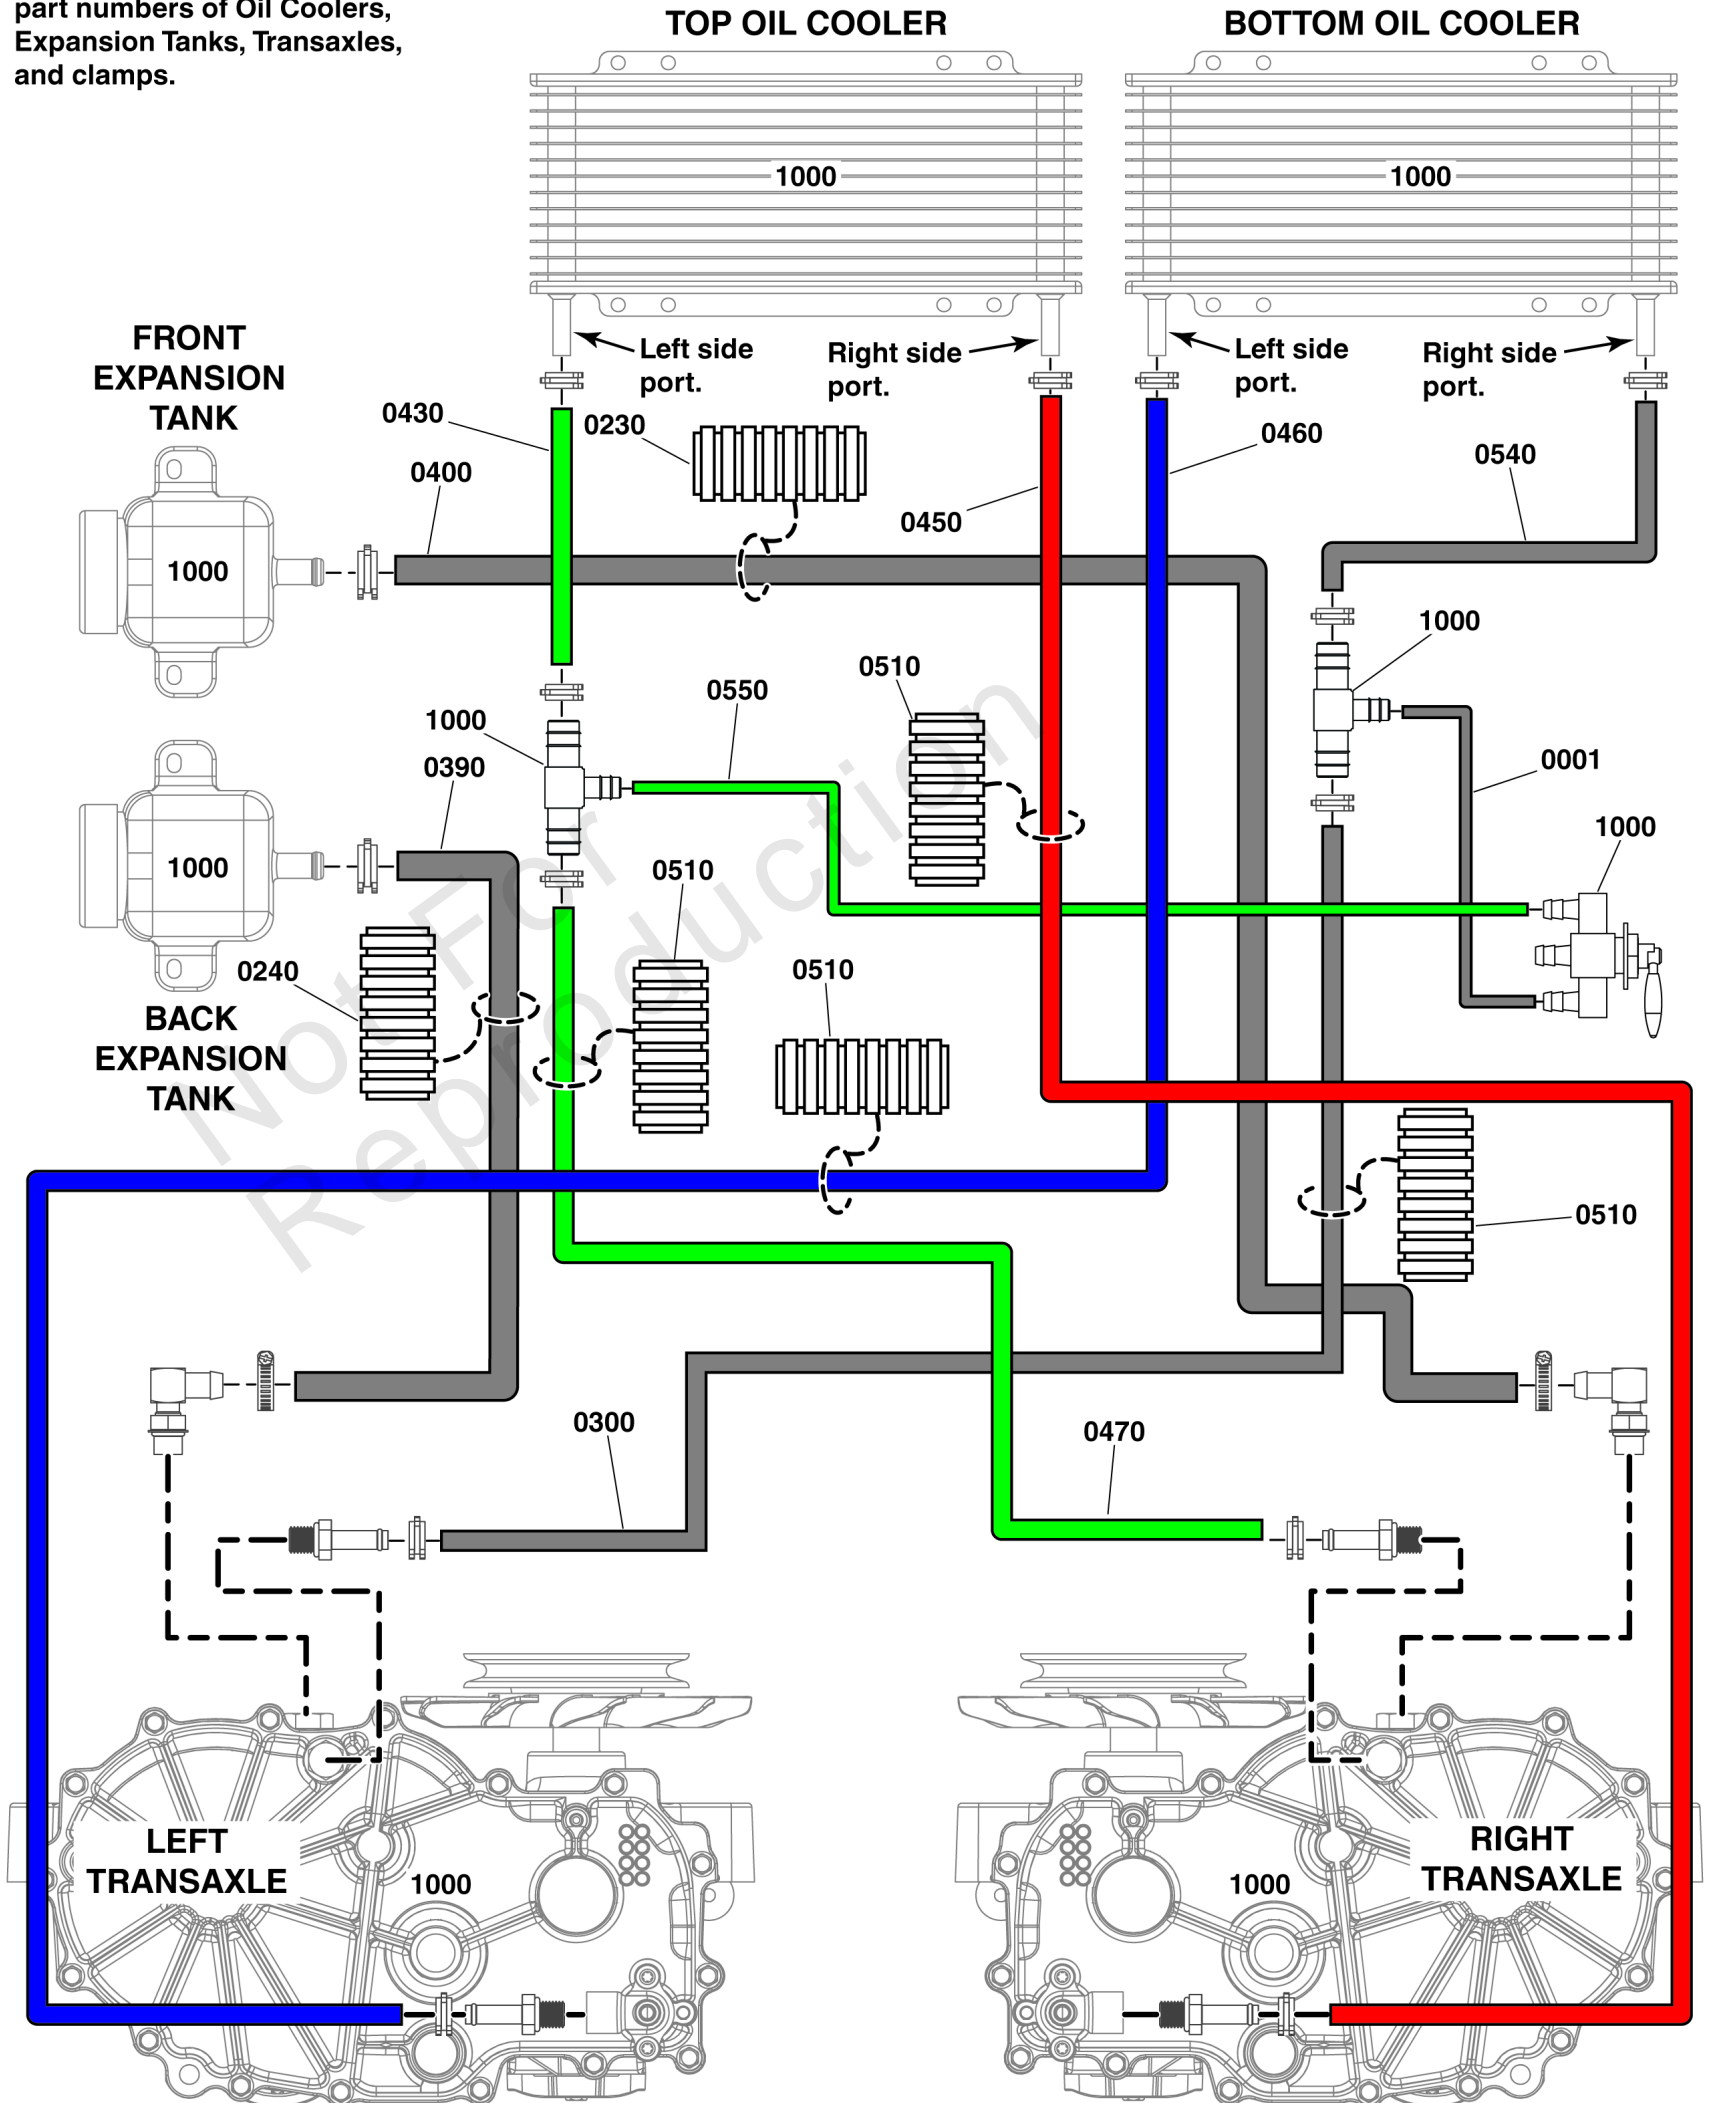 part numbers of Oil Coolers,
Expansion Tanks, Transaxles,
and clamps.
TOP OIL COOLER
BOTTOM OIL COOLER
1000
1000
Left side
port.
Right side
port.
Left side
port.
Right side
port.
FRONT
EXPANSION
TANK
0430
0230
0460
0540
0400
0450
1000
1000
0510
0550
1000
0390
0001
1000
1000
0510
0510
0240
BACK
EXPANSION
TANK
Not For
Reproduction
0510
0300
0470
LEFT
TRANSAXLE
1000
RIGHT
TRANSAXLE
1000